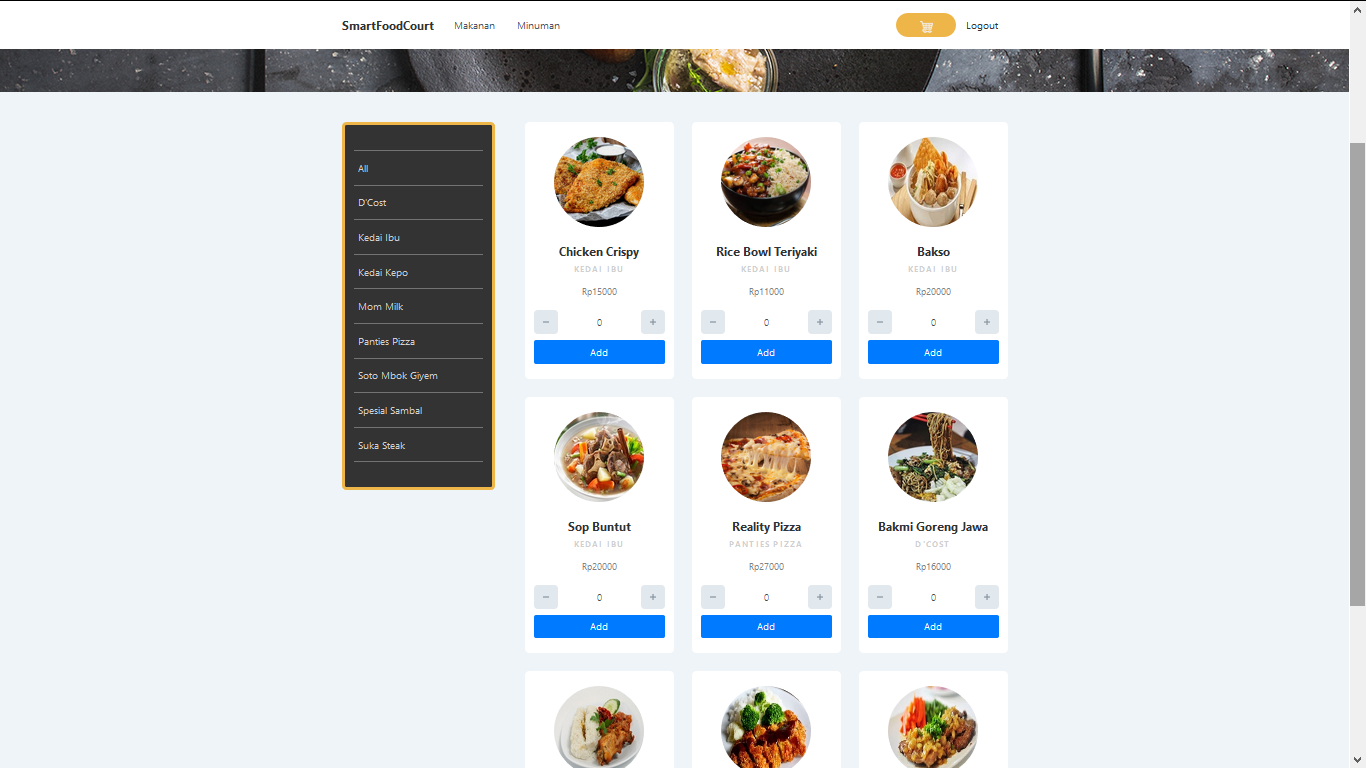 SmartFoodCourt Makanan Minuman Logout
All
D'Cost
Kedai Ibu
Kedai Kepo
Mom Milk
Panties Pizza
Soto Mbok Giyem
Spesial Sambal
Suka Steak
Chicken Crispy
KEDAI IBU
Rp15000
− 0 +
Add
Rice Bowl Teriyaki
KEDAI IBU
Rp11000
− 0 +
Add
Bakso
KEDAI IBU
Rp20000
− 0 +
Add
Sop Buntut
KEDAI IBU
Rp20000
− 0 +
Add
Reality Pizza
PANTIES PIZZA
Rp27000
− 0 +
Add
Bakmi Goreng Jawa
D'COST
Rp16000
− 0 +
Add